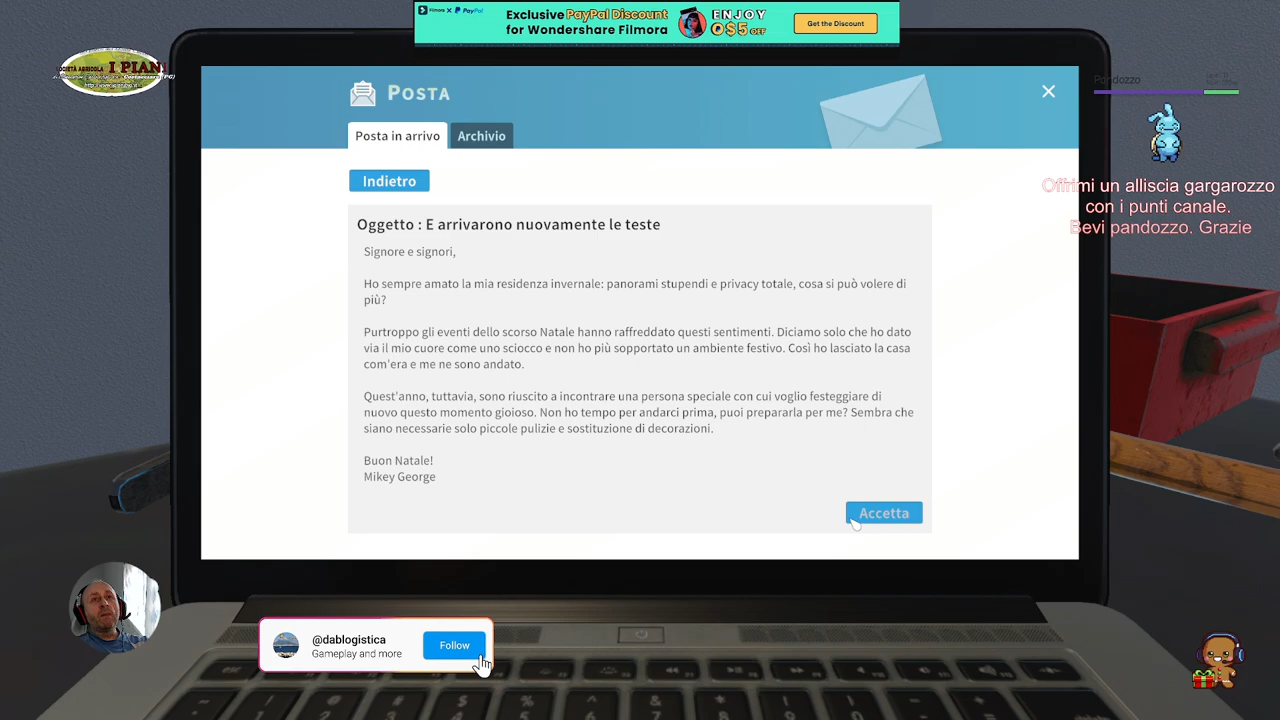 Filmora X PayPal
Exclusive PayPal Discount
for Wondershare Filmora
ENJOY
$5 OFF
Get the Discount
SOCIETÀ AGRICOLA I PIANI
Pandozzo
POSTA
Posta in arrivo
Archivio
Offrimi un alliscia gargarozzo
con i punti canale.
Bevi pandozzo. Grazie
Indietro
Oggetto : E arrivarono nuovamente le teste
Signore e signori,
Ho sempre amato la mia residenza invernale: panorami stupendi e privacy totale, cosa si può volere di
più?
Purtroppo gli eventi dello scorso Natale hanno raffreddato questi sentimenti. Diciamo solo che ho dato
via il mio cuore come uno sciocco e non ho più sopportato un ambiente festivo. Così ho lasciato la casa
com'era e me ne sono andato.
Quest'anno, tuttavia, sono riuscito a incontrare una persona speciale con cui voglio festeggiare di
nuovo questo momento gioioso. Non ho tempo per andarci prima, puoi prepararla per me? Sembra che
siano necessarie solo piccole pulizie e sostituzione di decorazioni.
Buon Natale!
Mikey George
Accetta
@dablogistica
Gameplay and more
Follow